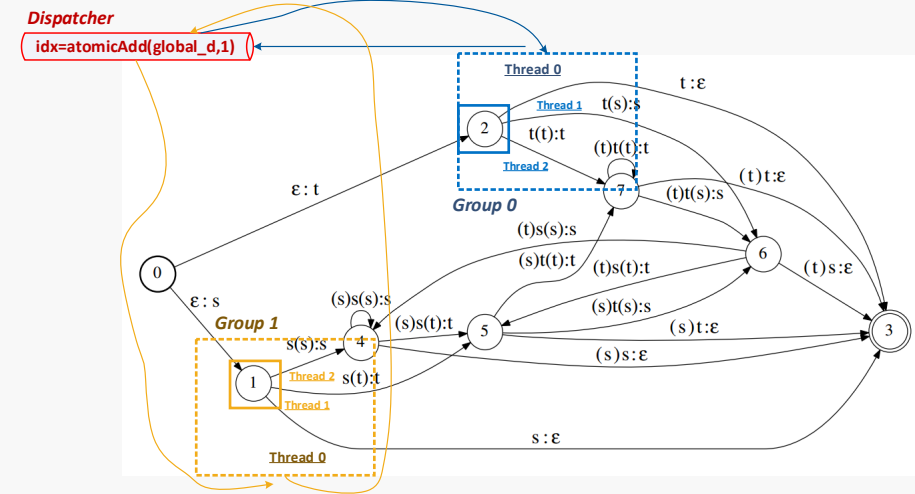 Dispatcher
idx=atomicAdd(global_d,1)
Thread 0
t:ε
Thread 1
t(s):s
2
t(t):t
(t)t(t):t
Thread 2
(t)t:ε
ε:t
7
(t)t(s):s
Group 0
(t)s(s):s
(s)t(t):t
(t)s(t):t
6
(t)s:ε
0
ε:s
(s)s(s):s
(s)t(s):s
Group 1
(s)s(t):t
5
(s)t:ε
3
s(s):s
4
(s)s:ε
1
Thread 2
s(t):t
Thread 1
s:ε
Thread 0